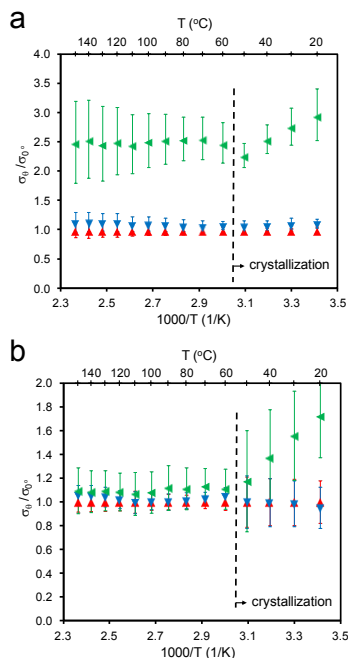 a
T (°C)
140 120 100 80 60 40 20
4.0
3.5
3.0
2.5
2.0
1.5
1.0
0.5
0.0
σθ/σ0°
crystallization
2.3 2.5 2.7 2.9 3.1 3.3 3.5
1000/T (1/K)
b
T (°C)
140 120 100 80 60 40 20
2.0
1.8
1.6
1.4
1.2
1.0
0.8
0.6
0.4
0.2
0.0
σθ/σ0°
crystallization
2.3 2.5 2.7 2.9 3.1 3.3 3.5
1000/T (1/K)